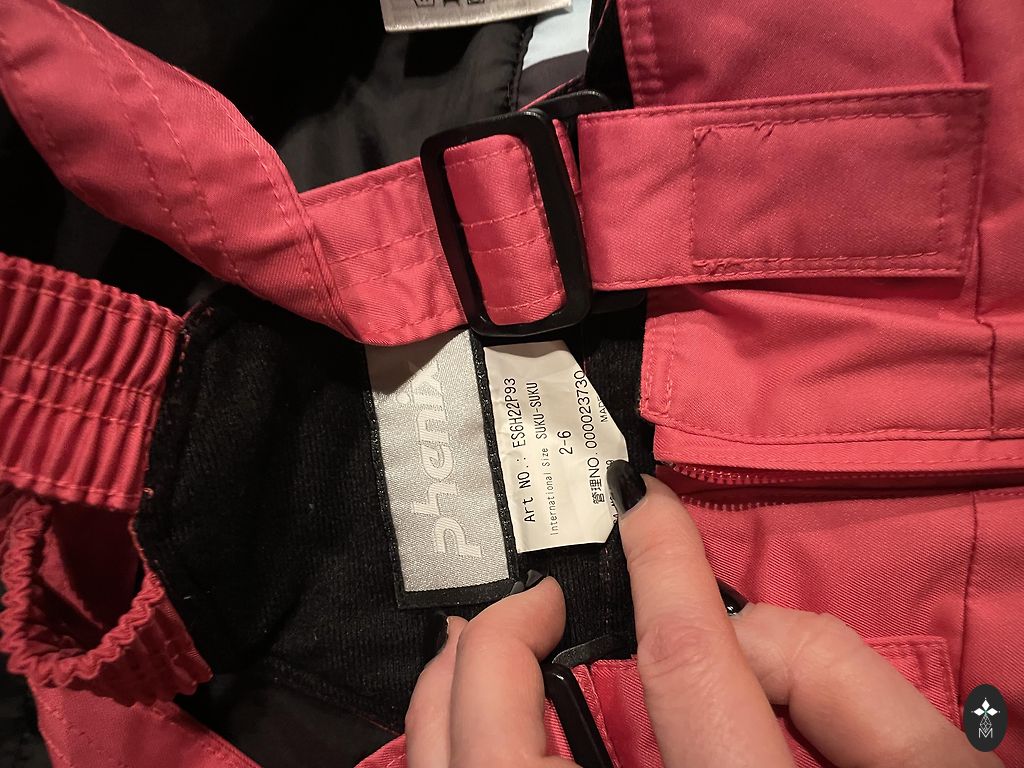 phenix
Art NO.: ES6H22P93
International Size SUKU-SUKU
2-6
管理NO. 000023730
M